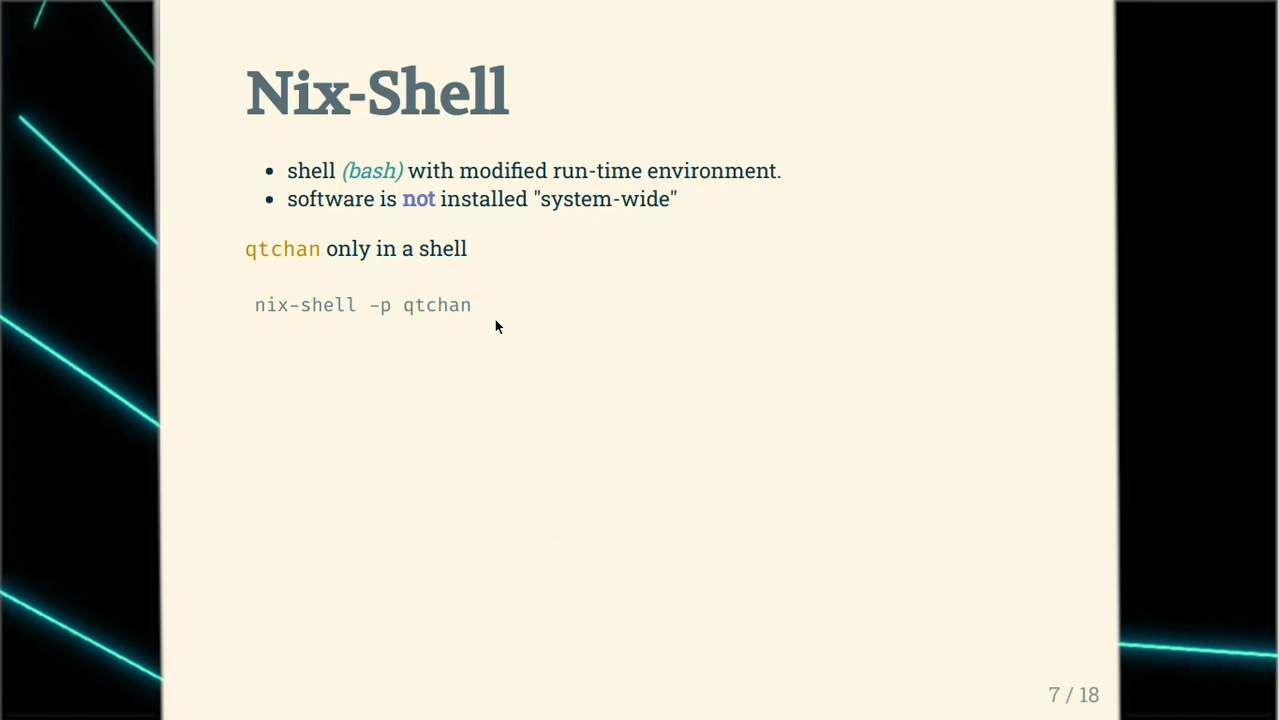 Nix-Shell
• shell (bash) with modified run-time environment.
• software is not installed "system-wide"
qtchan only in a shell
nix-shell -p qtchan
7 / 18